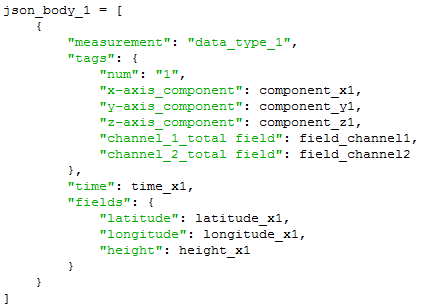 json_body_1 = [
    {
        "measurement": "data_type_1",
        "tags": {
            "num": "1",
            "x-axis_component": component_x1,
            "y-axis_component": component_y1,
            "z-axis_component": component_z1,
            "channel_1_total field": field_channel1,
            "channel_2_total field": field_channel2
        },
        "time": time_x1,
        "fields": {
            "latitude": latitude_x1,
            "longitude": longitude_x1,
            "height": height_x1
        }
    }
]